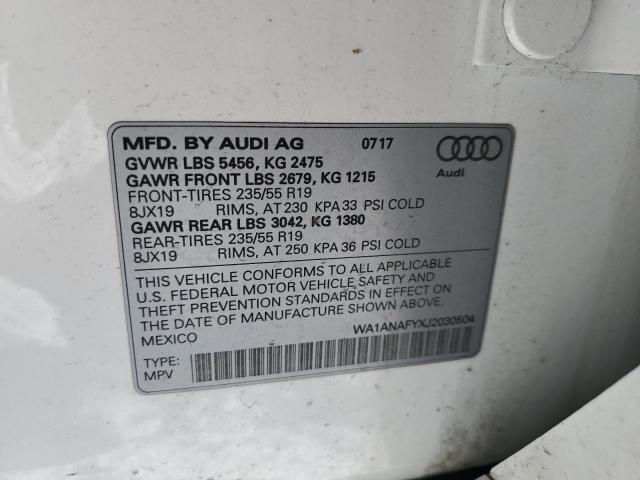 MFD. BY AUDI AG 0717
GVWR LBS 5456, KG 2475
GAWR FRONT LBS 2679, KG 1215
FRONT-TIRES 235/55 R19
8JX19 RIMS, AT 230 KPA 33 PSI COLD
GAWR REAR LBS 3042, KG 1380
REAR-TIRES 235/55 R19
8JX19 RIMS, AT 250 KPA 36 PSI COLD
Audi
THIS VEHICLE CONFORMS TO ALL APPLICABLE
U.S. FEDERAL MOTOR VEHICLE SAFETY AND
THEFT PREVENTION STANDARDS IN EFFECT ON
THE DATE OF MANUFACTURE SHOWN ABOVE.
MEXICO WA1ANAFYXJ2030604
TYPE:
MPV